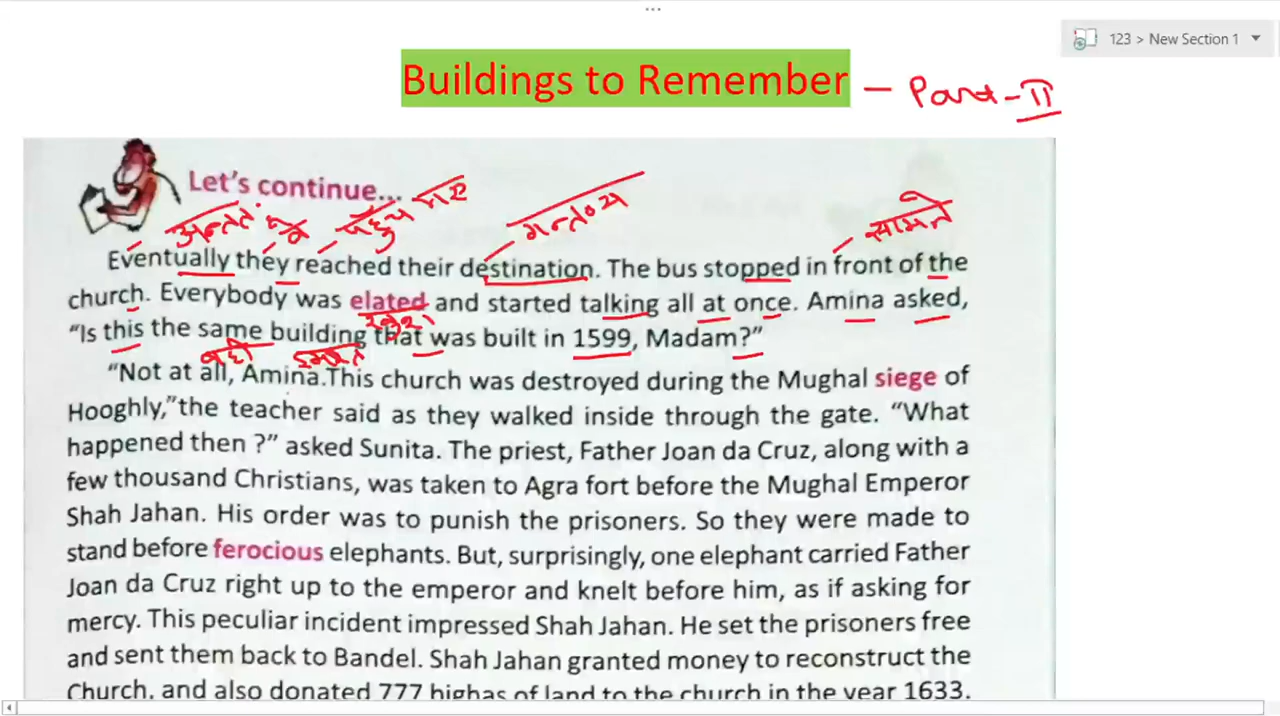 123 > New Section 1
Buildings to Remember – Part-II
Let's continue...
सामने
Eventually they reached their destination. The bus stopped in front of the
church. Everybody was elated and started talking all at once. Amina asked,
"Is this the same building that was built in 1599, Madam?"
"Not at all, Amina.This church was destroyed during the Mughal siege of
Hooghly,"the teacher said as they walked inside through the gate. "What
happened then ?" asked Sunita. The priest, Father Joan da Cruz, along with a
few thousand Christians, was taken to Agra fort before the Mughal Emperor
Shah Jahan. His order was to punish the prisoners. So they were made to
stand before ferocious elephants. But, surprisingly, one elephant carried Father
Joan da Cruz right up to the emperor and knelt before him, as if asking for
mercy. This peculiar incident impressed Shah Jahan. He set the prisoners free
and sent them back to Bandel. Shah Jahan granted money to reconstruct the
Church, and also donated 777 bighas of land to the church in the year 1633.